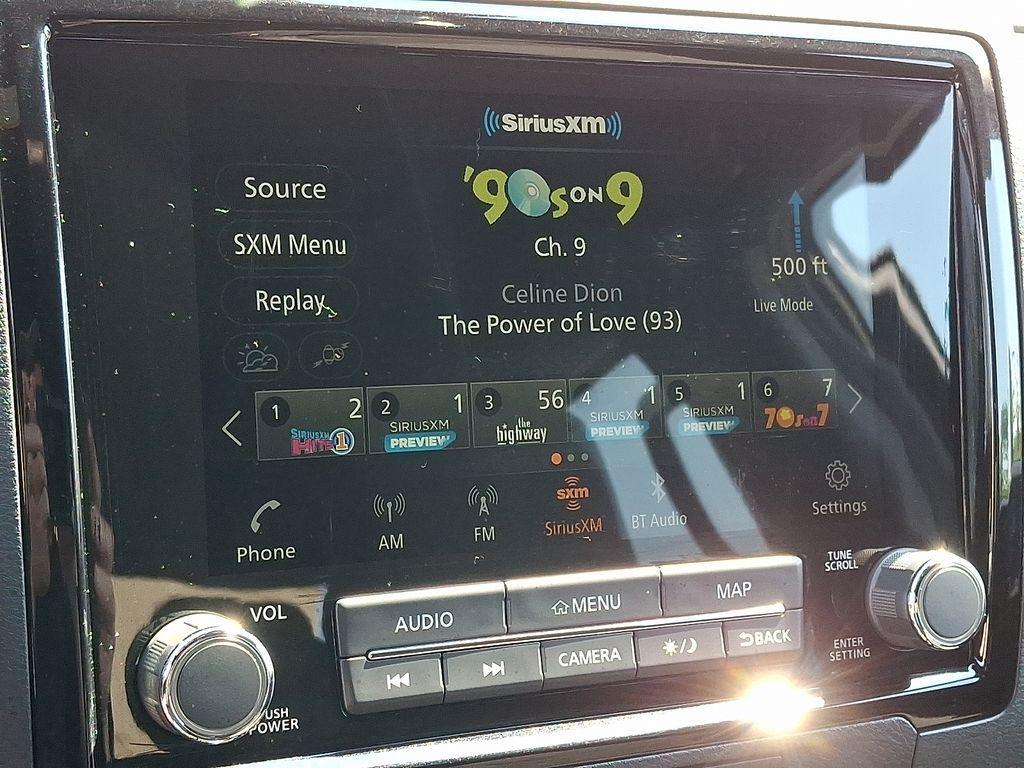 SiriusXM
Source
'90s ON 9
SXM Menu
Ch. 9
500 ft
Replay
Celine Dion
Live Mode
The Power of Love (93)
1 2
SIRIUSXM
HITS 1
2 1
SIRIUSXM
PREVIEW
3 56
the
highway
4 1
SIRIUSXM
PREVIEW
5 1
SIRIUSXM
PREVIEW
6 7
70s on 7
Phone
AM
FM
sxm
SiriusXM
BT Audio
Settings
VOL
PUSH
POWER
AUDIO
MENU
MAP
CAMERA
BACK
TUNE
SCROLL
ENTER
SETTING